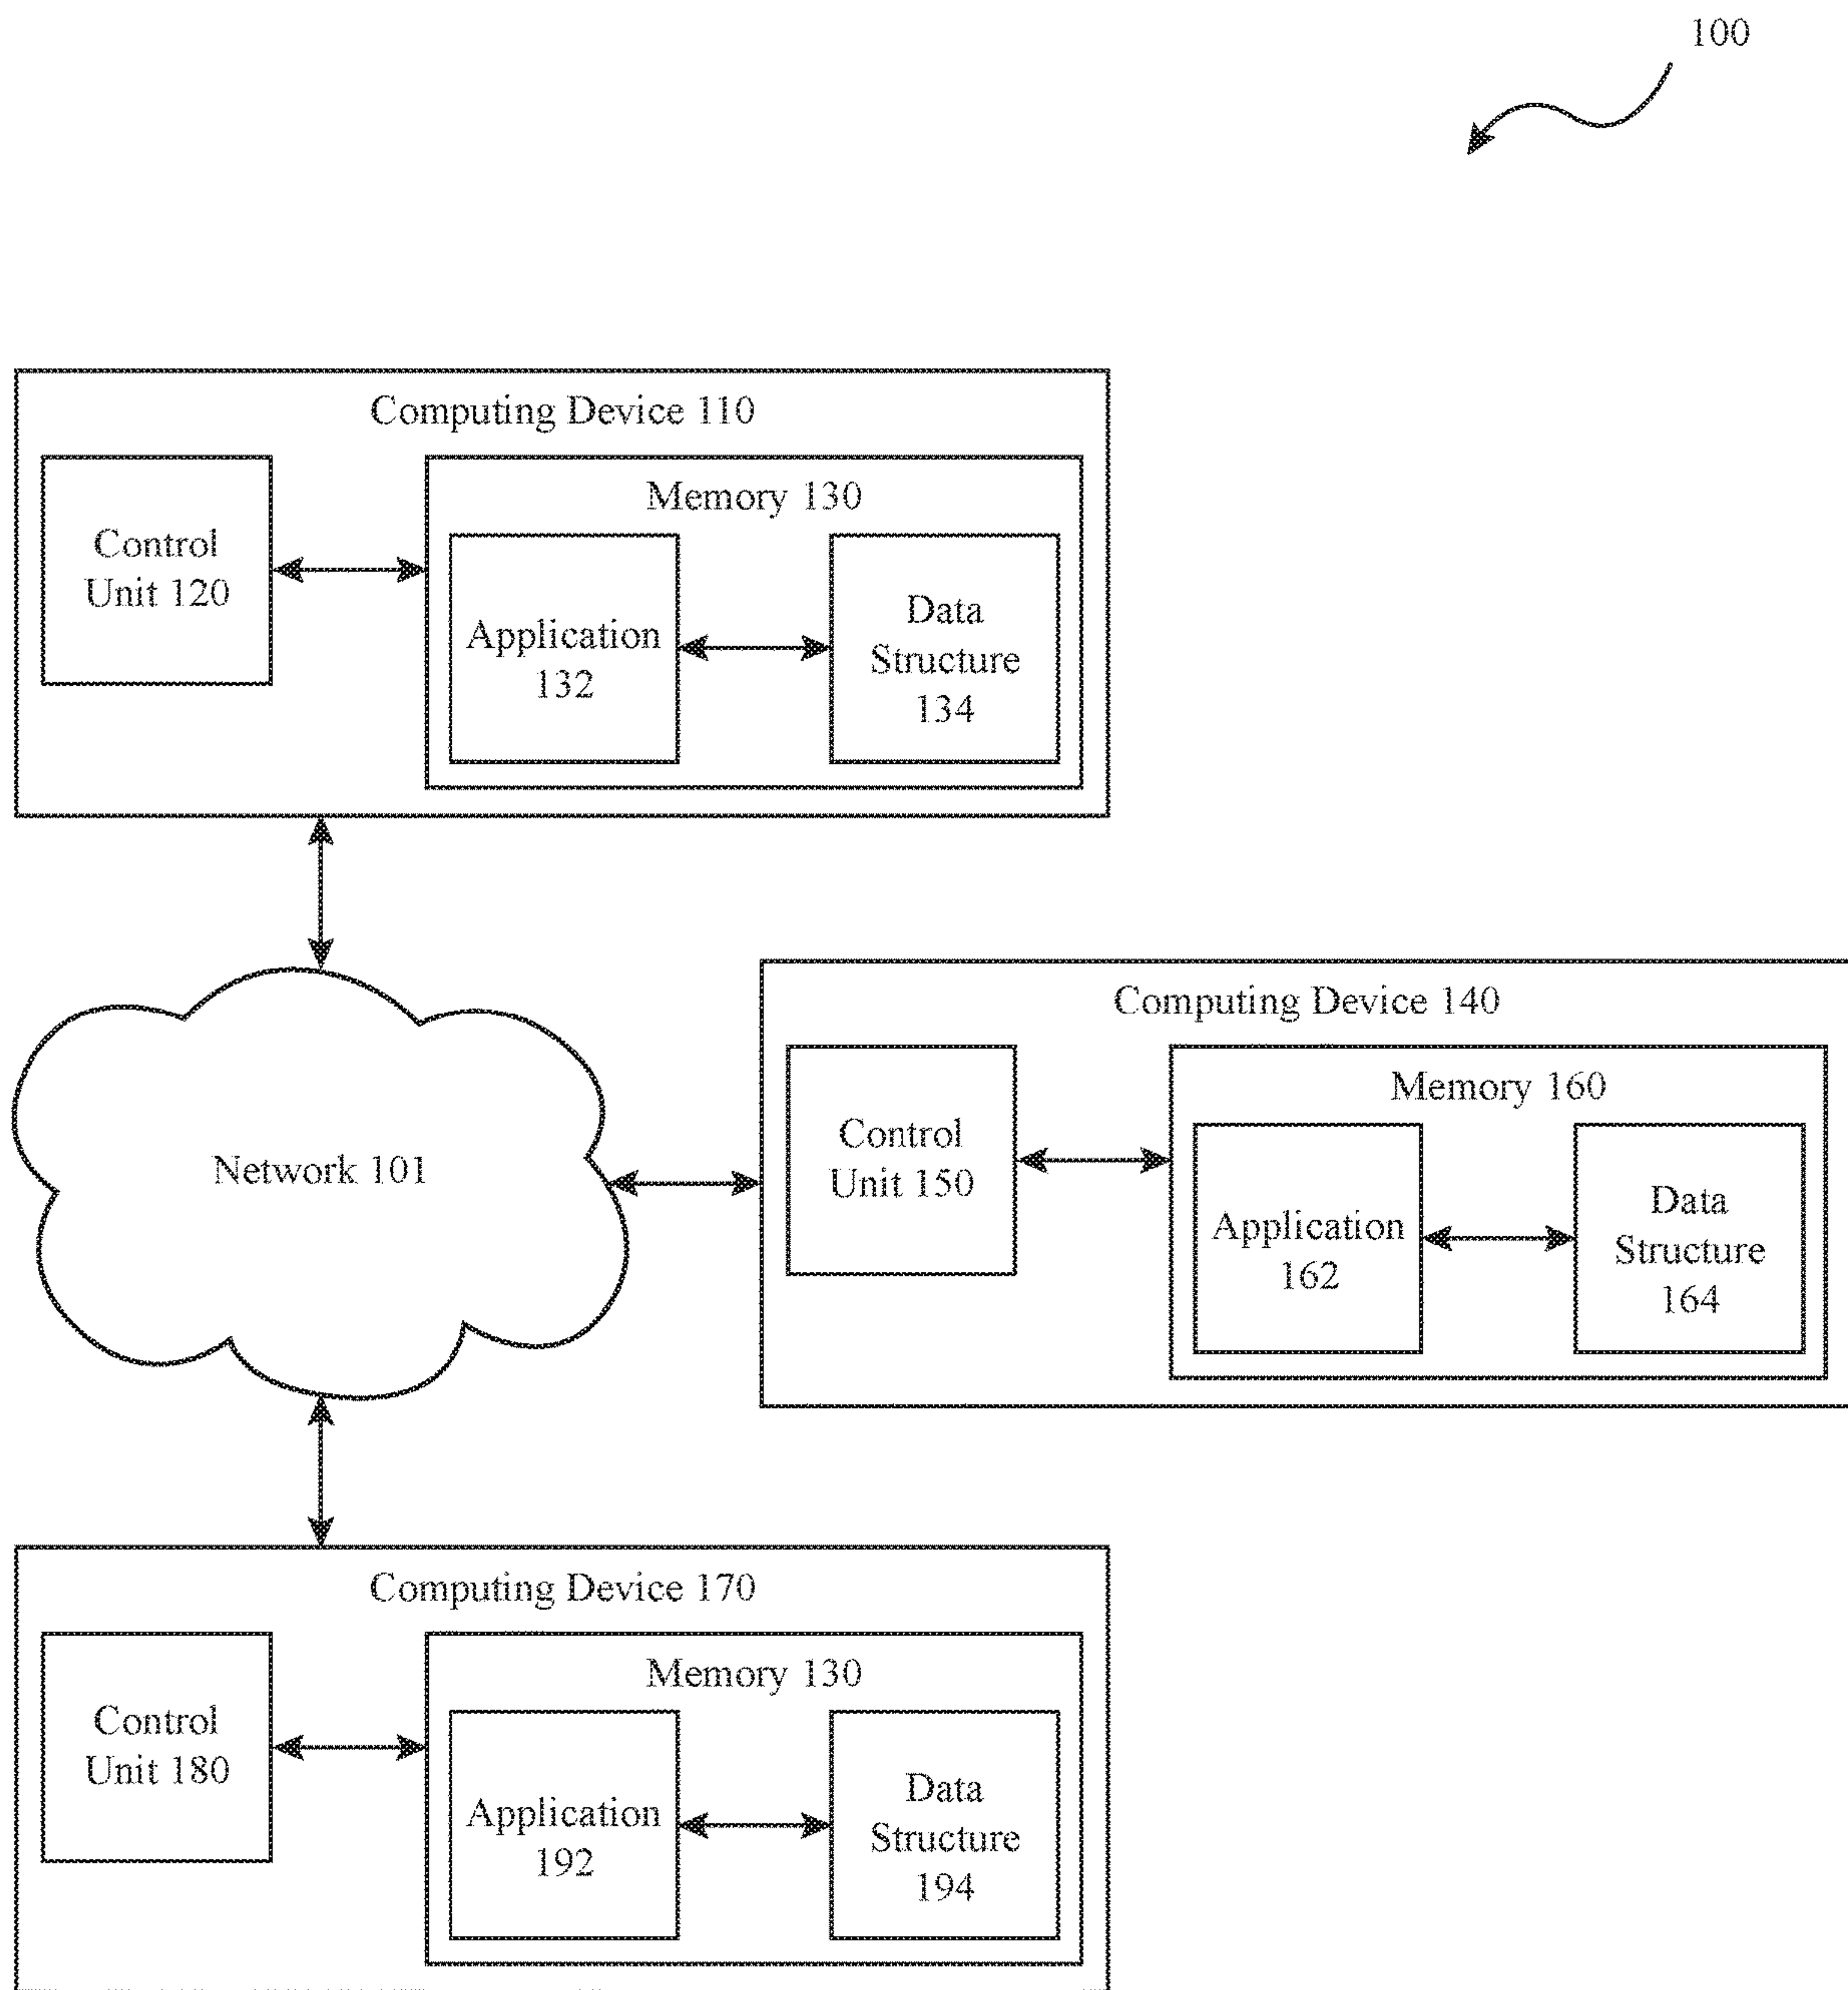 100
Computing Device 110
Control
Unit 120
Memory 130
Application
132
Data
Structure
134
Network 101
Computing Device 140
Control
Unit 150
Memory 160
Application
162
Data
Structure
164
Computing Device 170
Control
Unit 180
Memory 130
Application
192
Data
Structure
194